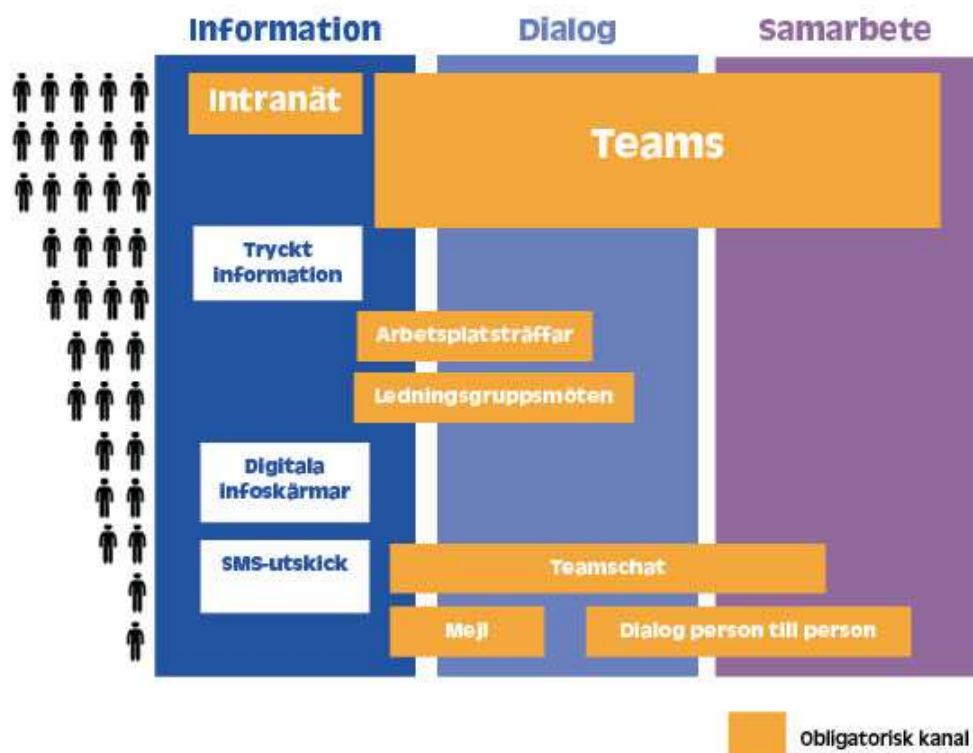 Information
Dialog
Samarbete
Intranät
Teams
Tryckt
information
Arbetsplatsträffar
Ledningsgruppsmöten
Digitala
infoskärmar
SMS-utskick
Teamschat
Mejl
Dialog person till person
Obligatorisk kanal